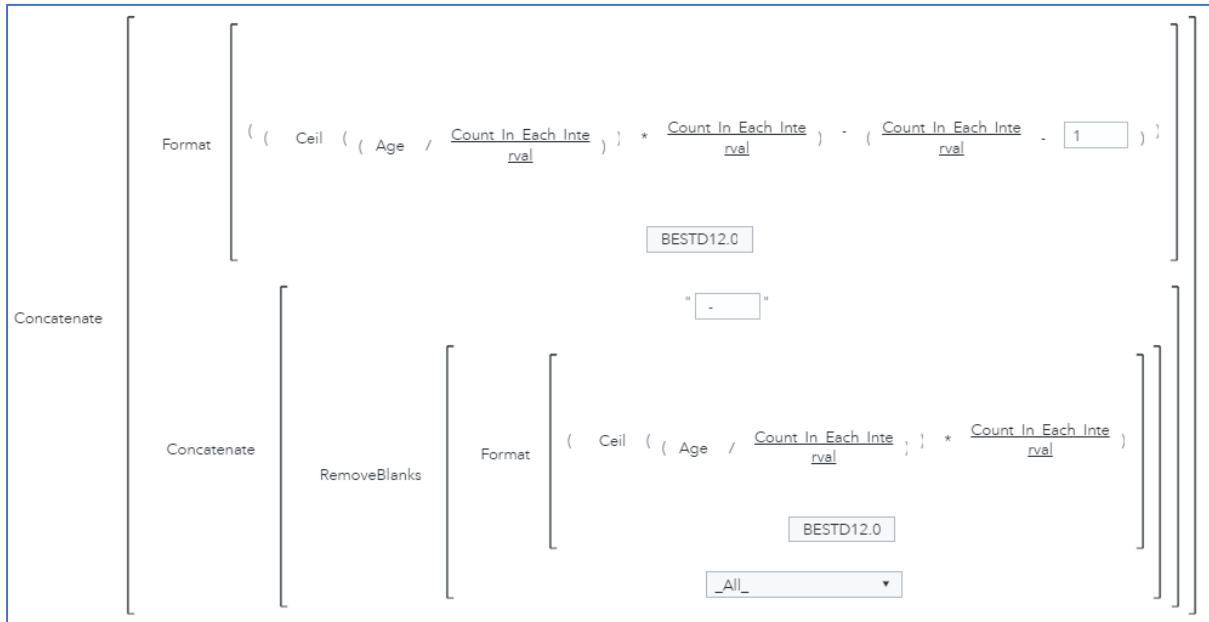 Format ( ( Ceil ( ( Age / Count In Each Inte
rval ) ) * Count In Each Inte
rval ) - ( Count In Each Inte
rval - 1 ) )
BESTD12.0
" - "
Concatenate
Concatenate
RemoveBlanks
Format ( Ceil ( ( Age / Count In Each Inte
rval ) ) * Count In Each Inte
rval )
BESTD12.0
_All_